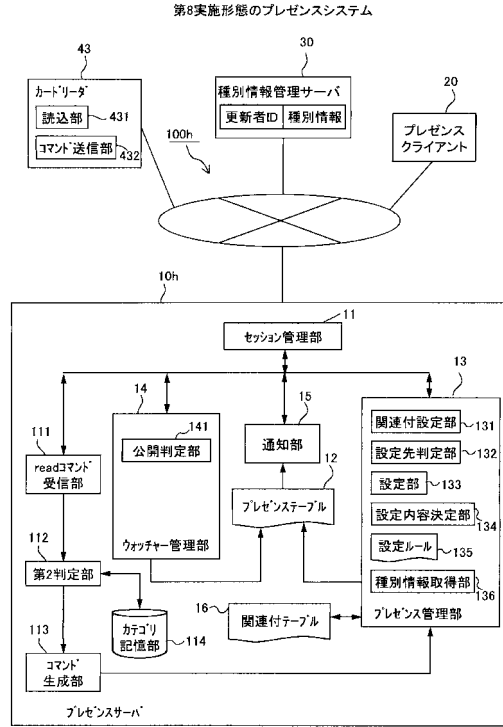 第8実施形態のプレゼンスシステム
43
カードリーダ
読込部
431
コマンド送信部
432
30
種別情報管理サーバ
更新者ID
種別情報
20
プレゼンス
クライアント
100h
10h
11
セッション管理部
14
141
公開判定部
ウォッチャー管理部
15
通知部
12
プレゼンステーブル
13
関連付設定部
131
設定先判定部
132
設定部
133
設定内容決定部
134
設定ルール
135
種別情報取得部
136
プレゼンス管理部
111
readコマンド
受信部
112
第2判定部
113
コマンド
生成部
カテゴリ
記憶部
114
16
関連付テーブル
プレゼンスサーバ